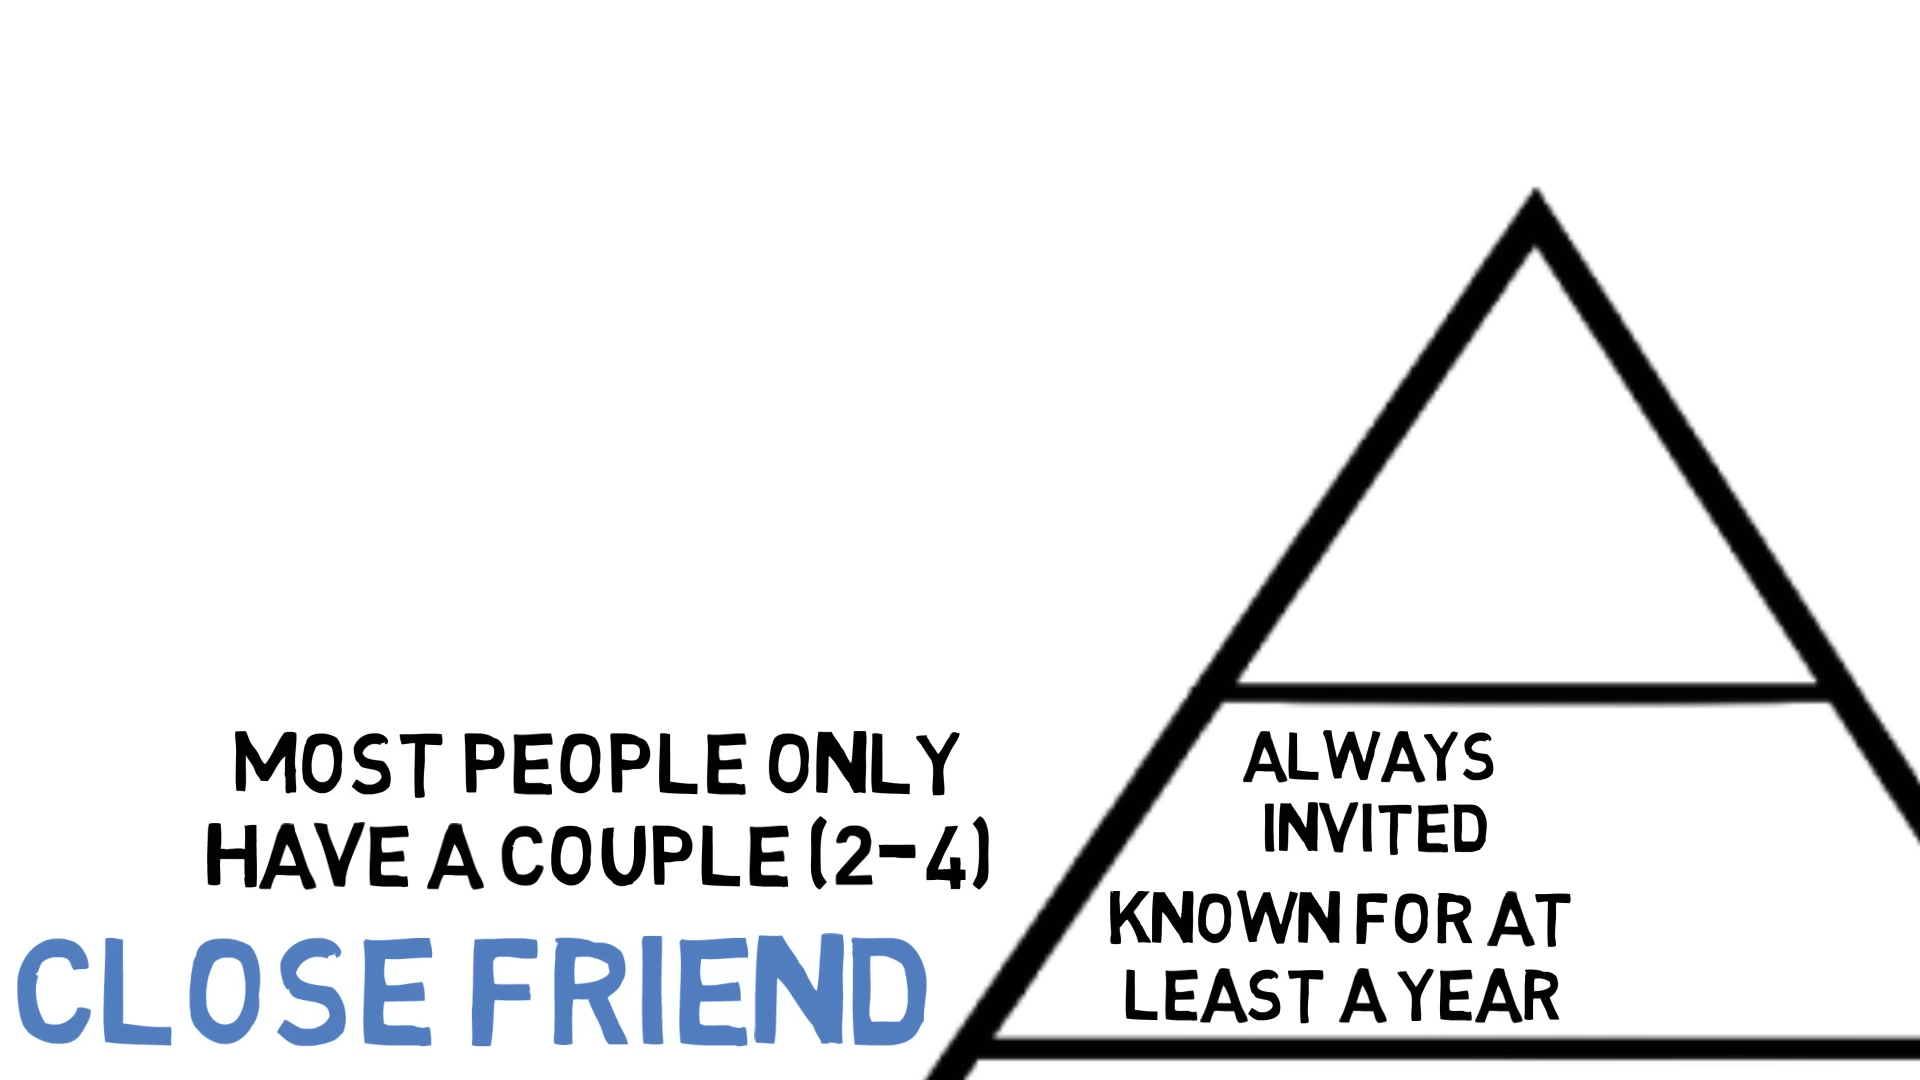 MOST PEOPLE ONLY
HAVE A COUPLE (2-4)
CLOSE FRIEND
ALWAYS
INVITED
KNOWN FOR AT
LEAST A YEAR